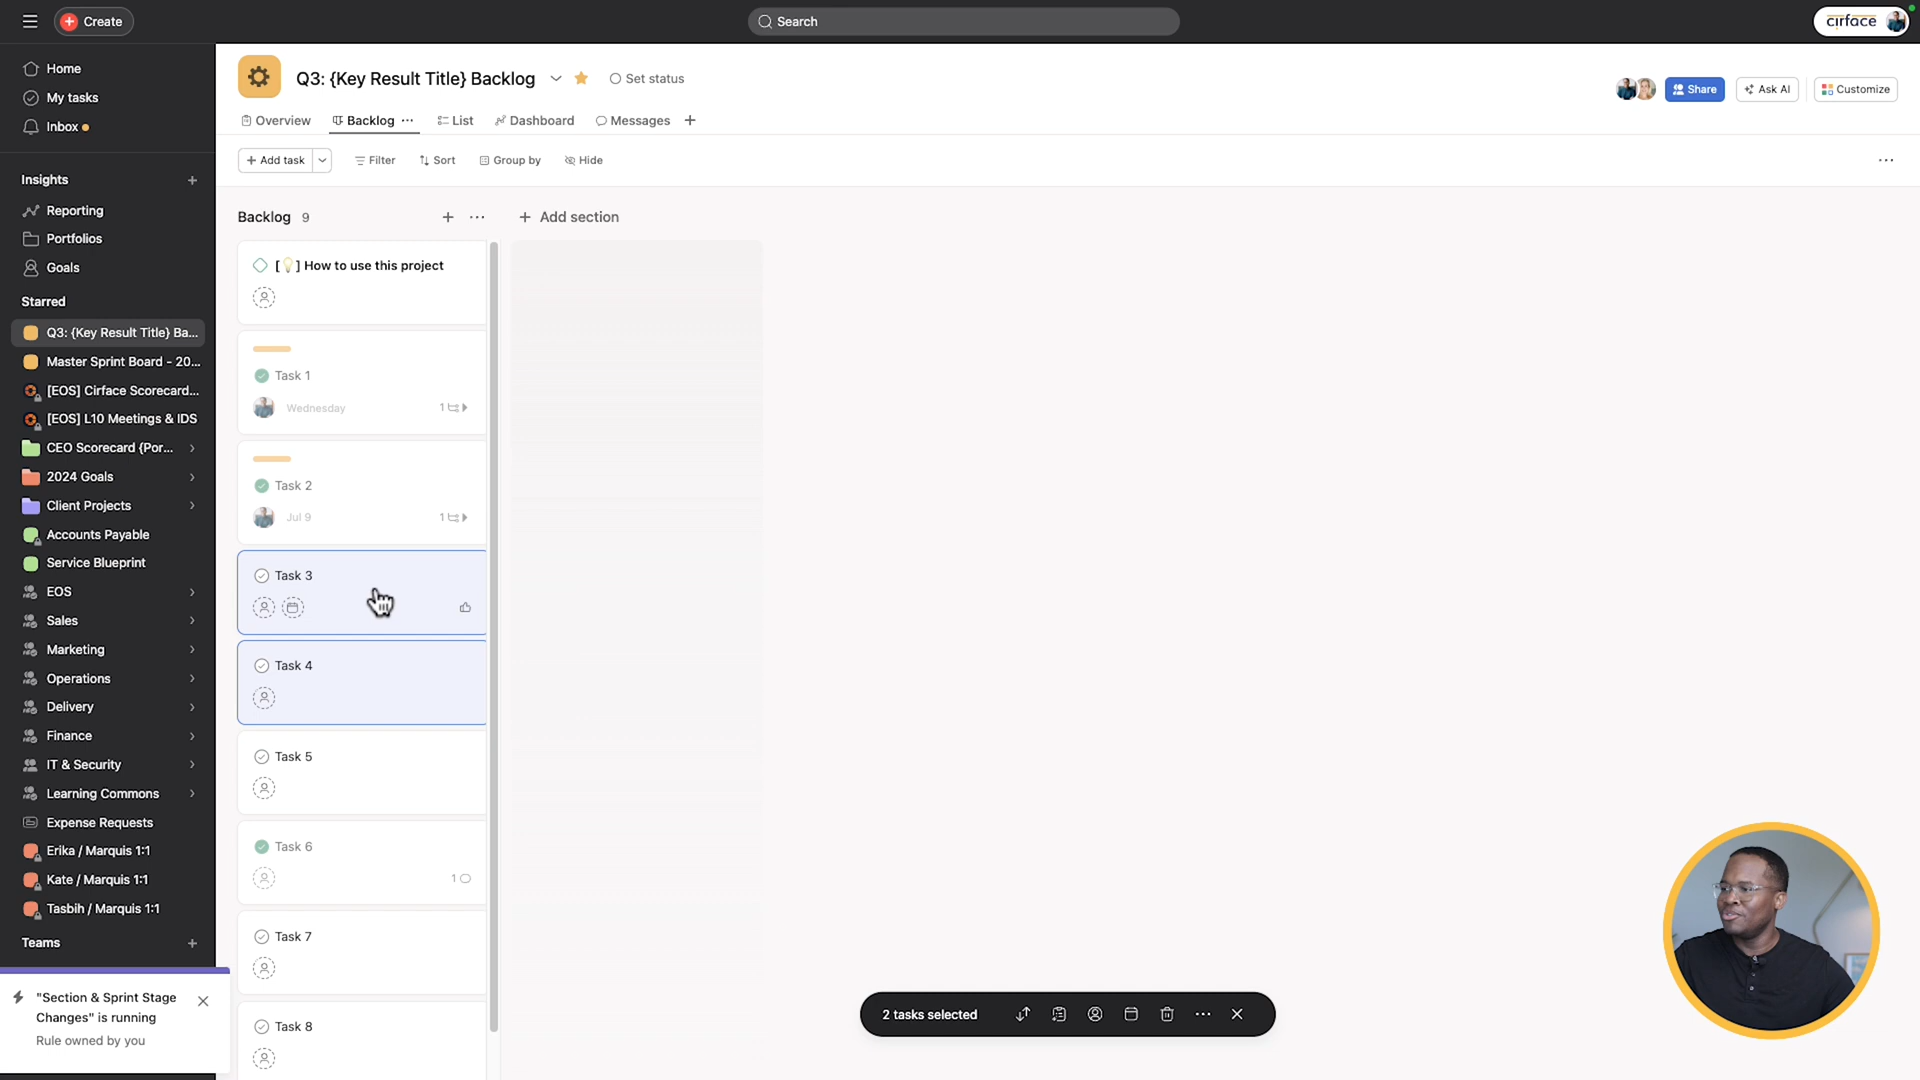 Create
Search
cirface
Home
My tasks
Inbox
Insights
Reporting
Portfolios
Goals
Starred
Q3: {Key Result Title} Ba...
Master Sprint Board - 20...
[EOS] Cirface Scorecard...
[EOS] L10 Meetings & IDS
CEO Scorecard {Por...
2024 Goals
Client Projects
Accounts Payable
Service Blueprint
EOS
Sales
Marketing
Operations
Delivery
Finance
IT & Security
Learning Commons
Expense Requests
Erika / Marquis 1:1
Kate / Marquis 1:1
Tasbih / Marquis 1:1
Teams
"Section & Sprint Stage
Changes" is running
Rule owned by you
Q3: {Key Result Title} Backlog
Set status
Share
Ask AI
Customize
Overview
Backlog
List
Dashboard
Messages
Add task
Filter
Sort
Group by
Hide
Backlog 9
Add section
[💡] How to use this project
Task 1
Wednesday
1
Task 2
Jul 9
1
Task 3
Task 4
Task 5
Task 6
1
Task 7
Task 8
2 tasks selected